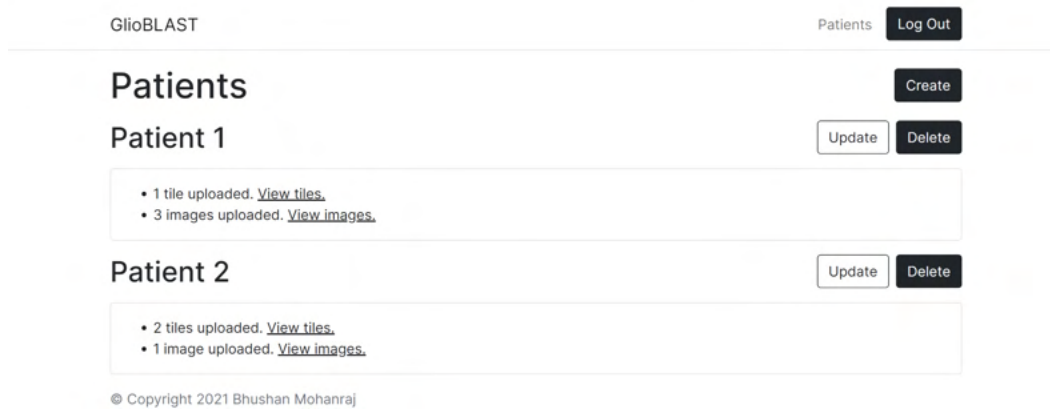 GlioBLAST Patients Log Out
Patients Create
Patient 1 Update Delete
• 1 tile uploaded. View tiles.
• 3 images uploaded. View images.
Patient 2 Update Delete
• 2 tiles uploaded. View tiles.
• 1 image uploaded. View images.
© Copyright 2021 Bhushan Mohanraj